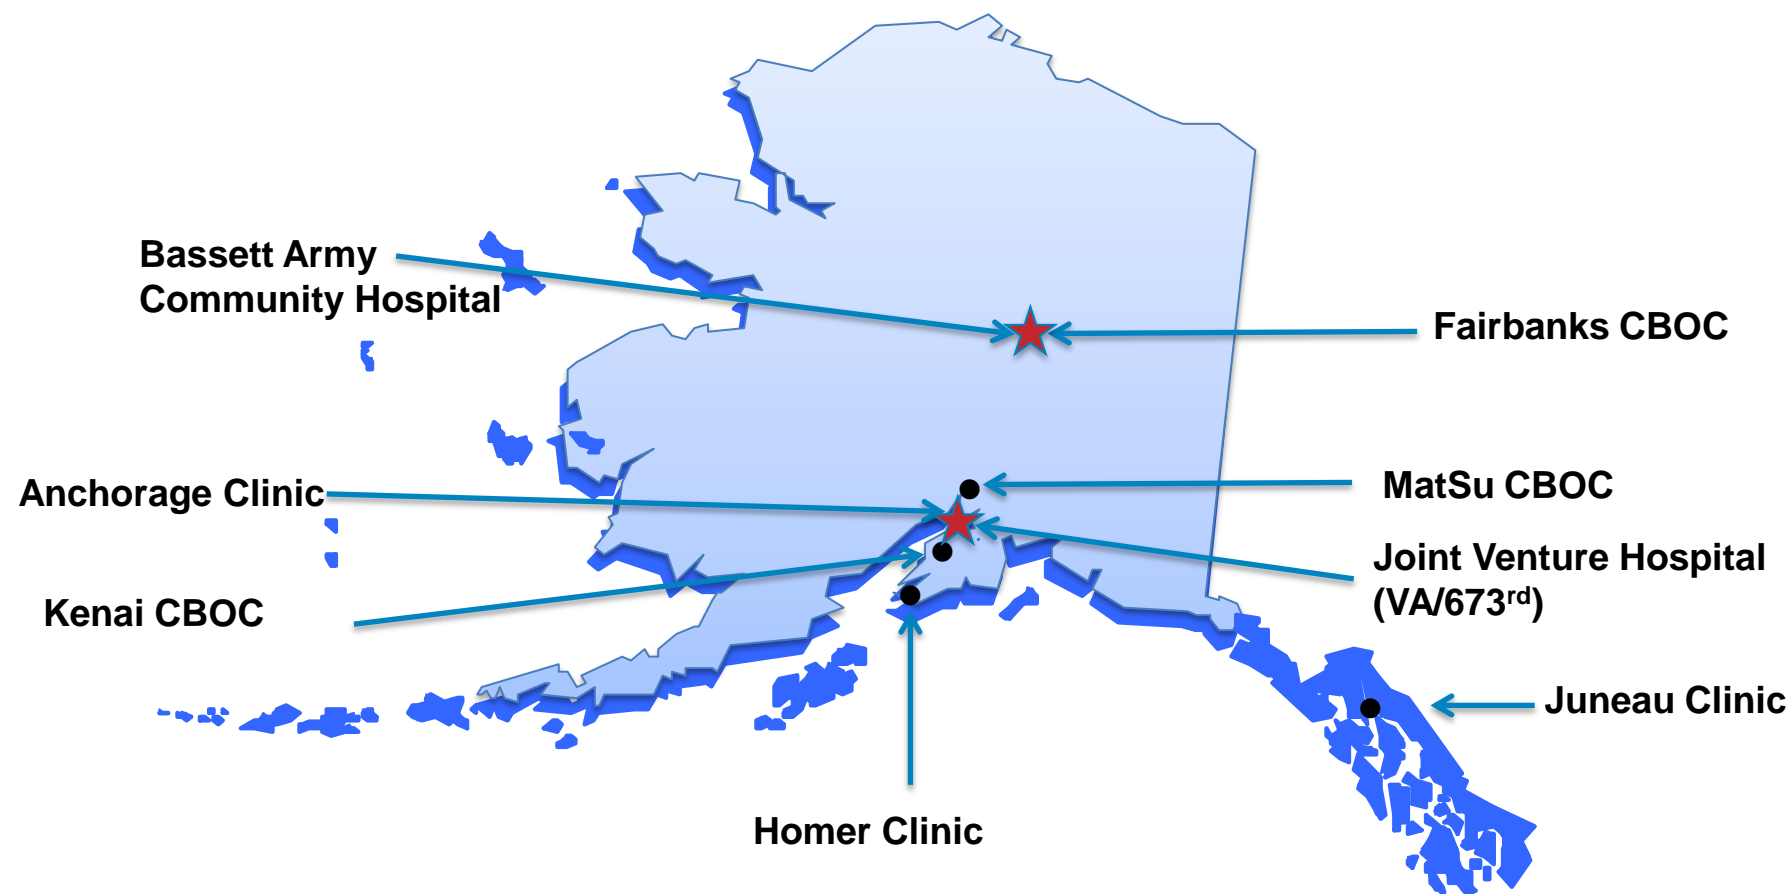 Bassett Army
Community Hospital
Fairbanks CBOC
Anchorage Clinic
MatSu CBOC
Joint Venture Hospital
(VA/673rd)
Kenai CBOC
Juneau Clinic
Homer Clinic